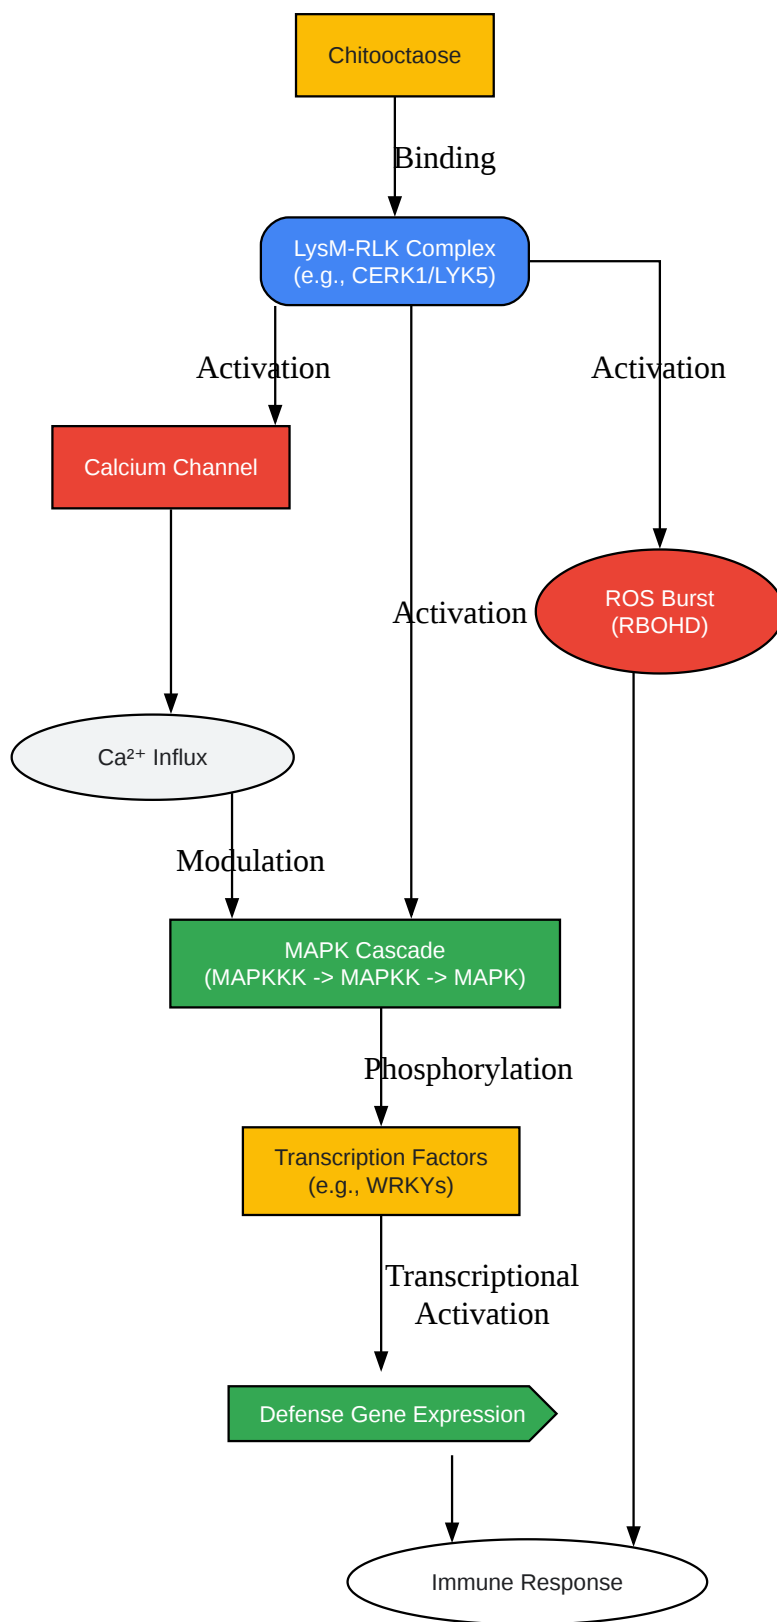 Chitooctaose
Binding
LysM-RLK Complex
(e.g., CERK1/LYK5)
Activation
Activation
Calcium Channel
Activation
ROS Burst
(RBOHD)
Ca²⁺ Influx
Modulation
MAPK Cascade
(MAPKKK -> MAPKK -> MAPK)
Phosphorylation
Transcription Factors
(e.g., WRKYs)
Transcriptional
Activation
Defense Gene Expression
Immune Response